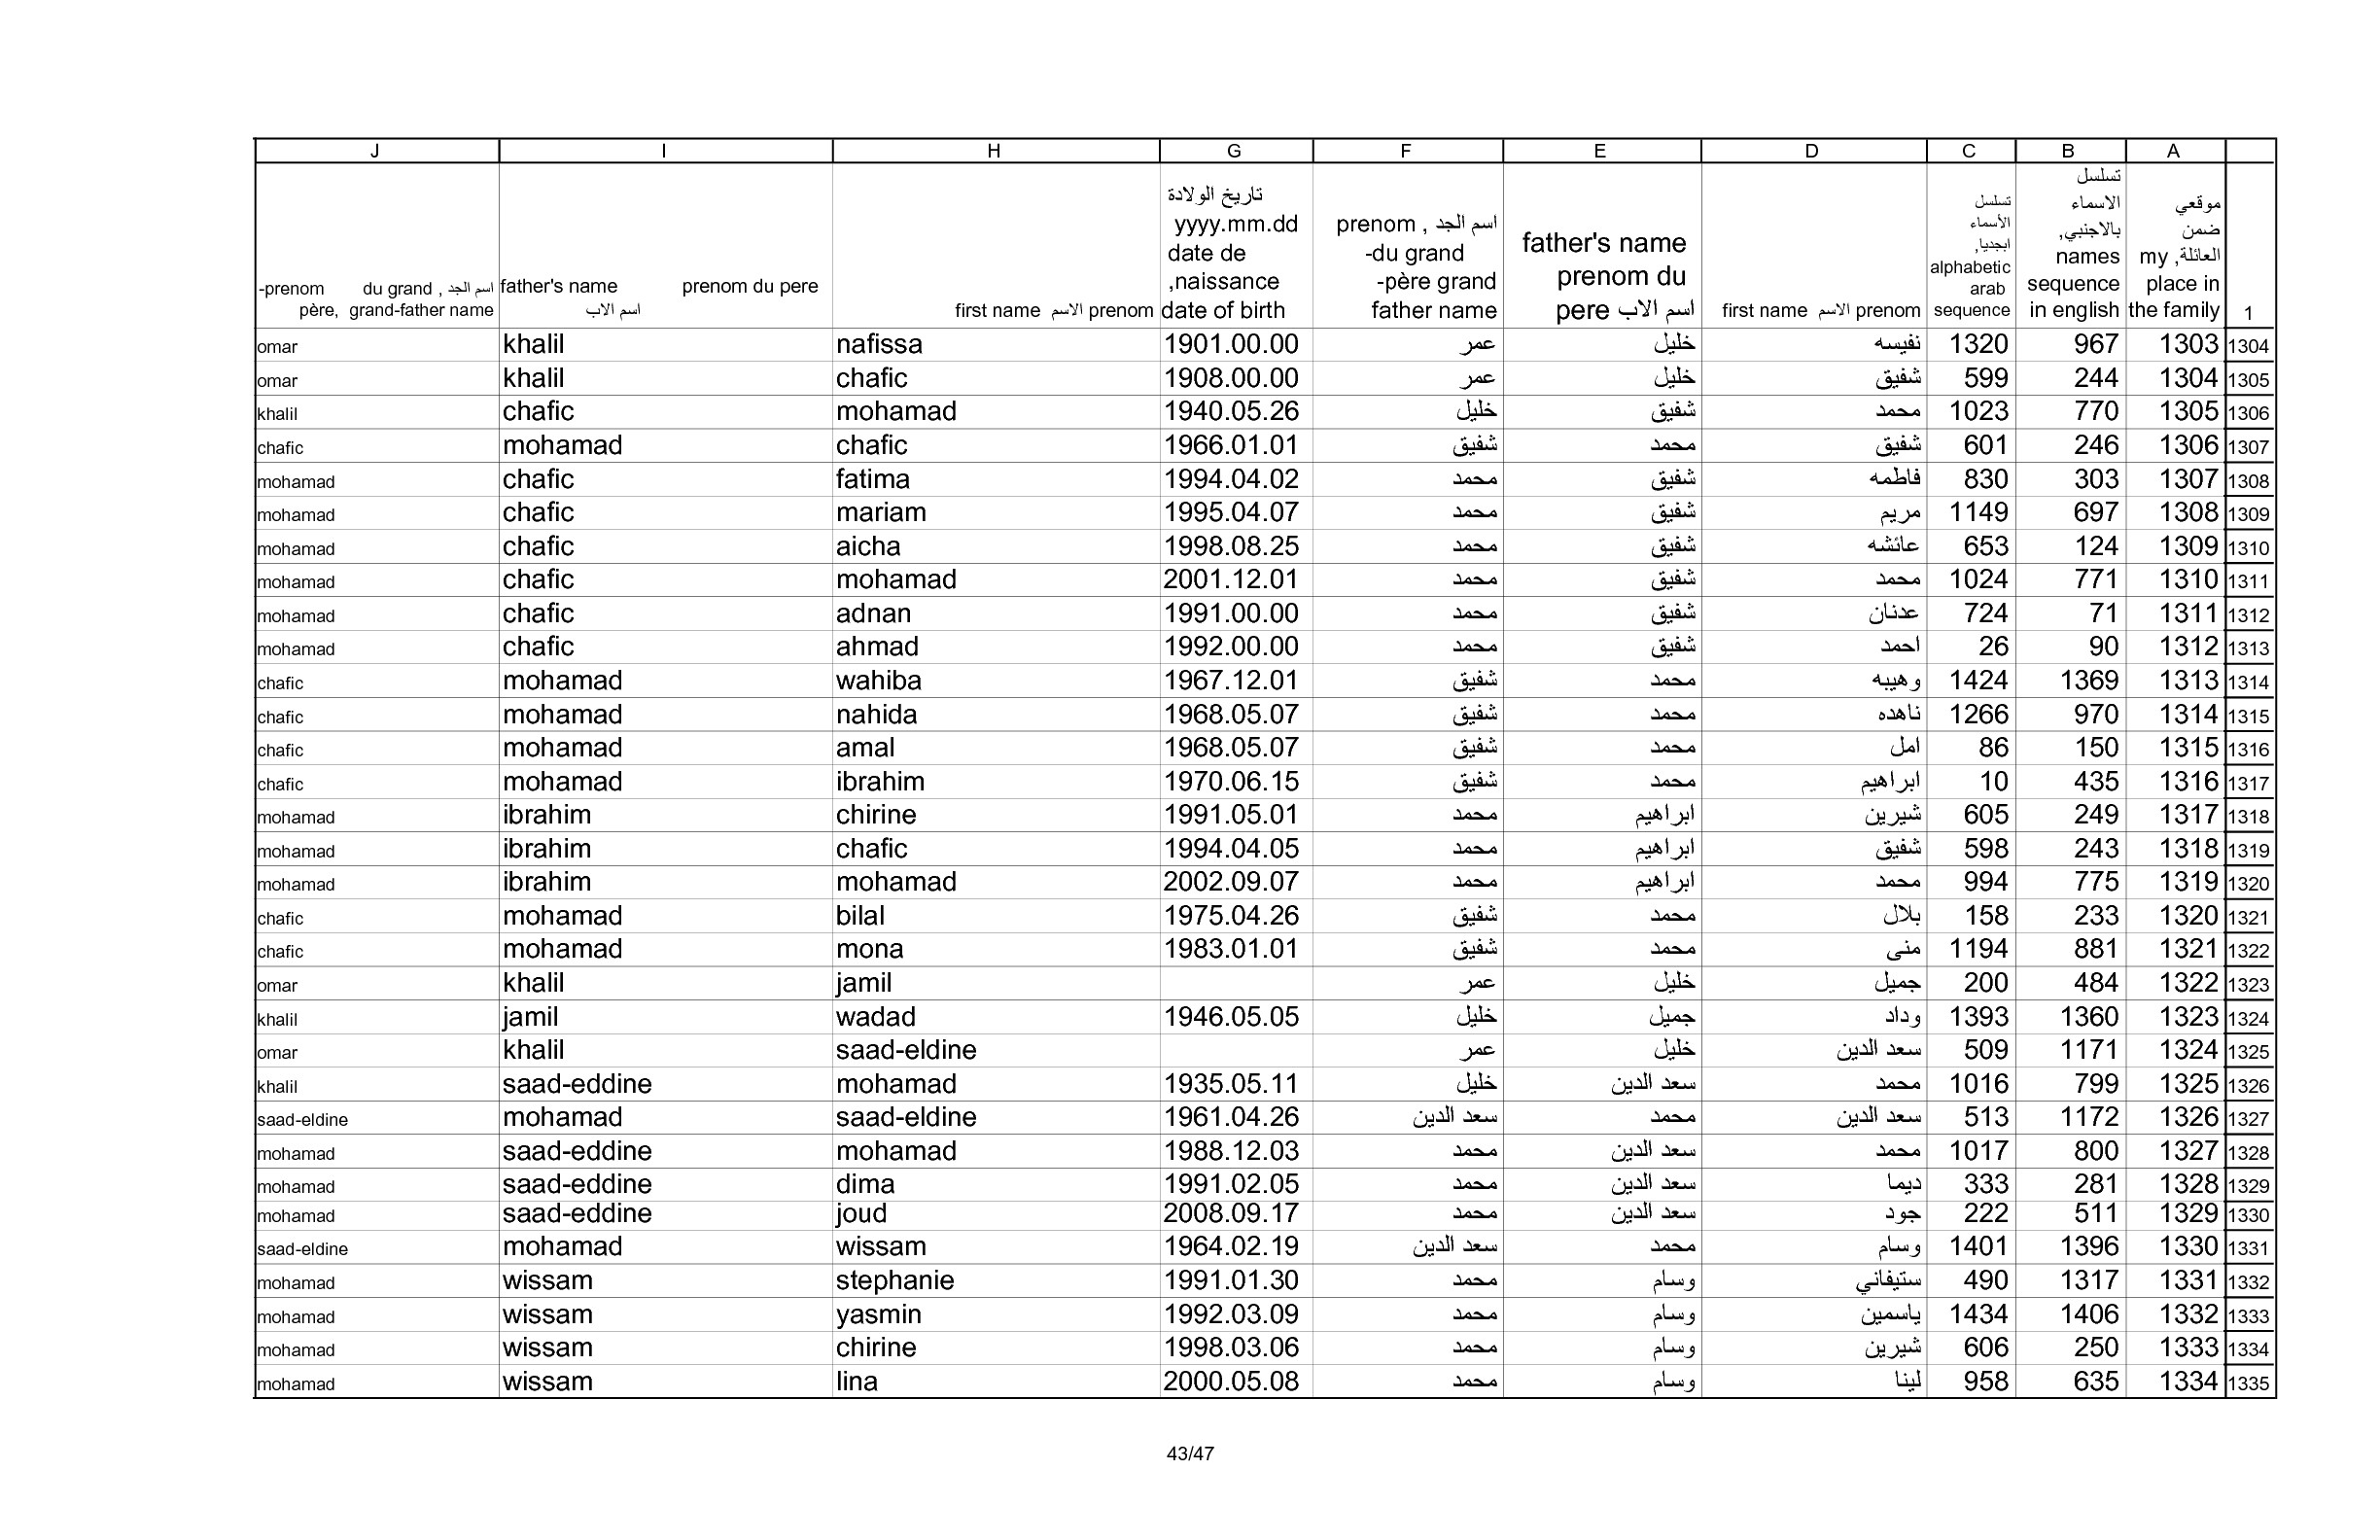 J I H G F E D C B A
-prenom du grand , اسم الجد père, grand-father name
father's name prenom du pere اسم الاب
first name الاسم prenom
تاريخ الولادة yyyy.mm.dd date de ,naissance date of birth
prenom , اسم الجد -du grand -père grand father name
father's name prenom du pere اسم الاب
first name الاسم prenom
تسلسل الأسماء ابجديا, alphabetic arab sequence
تسلسل الاسماء بالاجنبي, names sequence in english
موقعي ضمن العائلة, my place in the family
1
omar khalil nafissa 1901.00.00 عمر خليل نفيسه 1320 967 1303 1304
omar khalil chafic 1908.00.00 عمر خليل شفيق 599 244 1304 1305
khalil chafic mohamad 1940.05.26 خليل شفيق محمد 1023 770 1305 1306
chafic mohamad chafic 1966.01.01 شفيق محمد شفيق 601 246 1306 1307
mohamad chafic fatima 1994.04.02 محمد شفيق فاطمه 830 303 1307 1308
mohamad chafic mariam 1995.04.07 محمد شفيق مريم 1149 697 1308 1309
mohamad chafic aicha 1998.08.25 محمد شفيق عائشه 653 124 1309 1310
mohamad chafic mohamad 2001.12.01 محمد شفيق محمد 1024 771 1310 1311
mohamad chafic adnan 1991.00.00 محمد شفيق عدنان 724 71 1311 1312
mohamad chafic ahmad 1992.00.00 محمد شفيق احمد 26 90 1312 1313
chafic mohamad wahiba 1967.12.01 شفيق محمد وهيبه 1424 1369 1313 1314
chafic mohamad nahida 1968.05.07 شفيق محمد ناهده 1266 970 1314 1315
chafic mohamad amal 1968.05.07 شفيق محمد امل 86 150 1315 1316
chafic mohamad ibrahim 1970.06.15 شفيق محمد ابراهيم 10 435 1316 1317
mohamad ibrahim chirine 1991.05.01 محمد ابراهيم شيرين 605 249 1317 1318
mohamad ibrahim chafic 1994.04.05 محمد ابراهيم شفيق 598 243 1318 1319
mohamad ibrahim mohamad 2002.09.07 محمد ابراهيم محمد 994 775 1319 1320
chafic mohamad bilal 1975.04.26 شفيق محمد بلال 158 233 1320 1321
chafic mohamad mona 1983.01.01 شفيق محمد منى 1194 881 1321 1322
omar khalil jamil عمر خليل جميل 200 484 1322 1323
khalil jamil wadad 1946.05.05 خليل جميل وداد 1393 1360 1323 1324
omar khalil saad-eldine عمر خليل سعد الدين 509 1171 1324 1325
khalil saad-eddine mohamad 1935.05.11 خليل سعد الدين محمد 1016 799 1325 1326
saad-eldine mohamad saad-eldine 1961.04.26 سعد الدين محمد سعد الدين 513 1172 1326 1327
mohamad saad-eddine mohamad 1988.12.03 محمد سعد الدين محمد 1017 800 1327 1328
mohamad saad-eddine dima 1991.02.05 محمد سعد الدين ديما 333 281 1328 1329
mohamad saad-eddine joud 2008.09.17 محمد سعد الدين جود 222 511 1329 1330
saad-eldine mohamad wissam 1964.02.19 سعد الدين محمد وسام 1401 1396 1330 1331
mohamad wissam stephanie 1991.01.30 محمد وسام ستيفاني 490 1317 1331 1332
mohamad wissam yasmin 1992.03.09 محمد وسام ياسمين 1434 1406 1332 1333
mohamad wissam chirine 1998.03.06 محمد وسام شيرين 606 250 1333 1334
mohamad wissam lina 2000.05.08 محمد وسام لينا 958 635 1334 1335
43/47